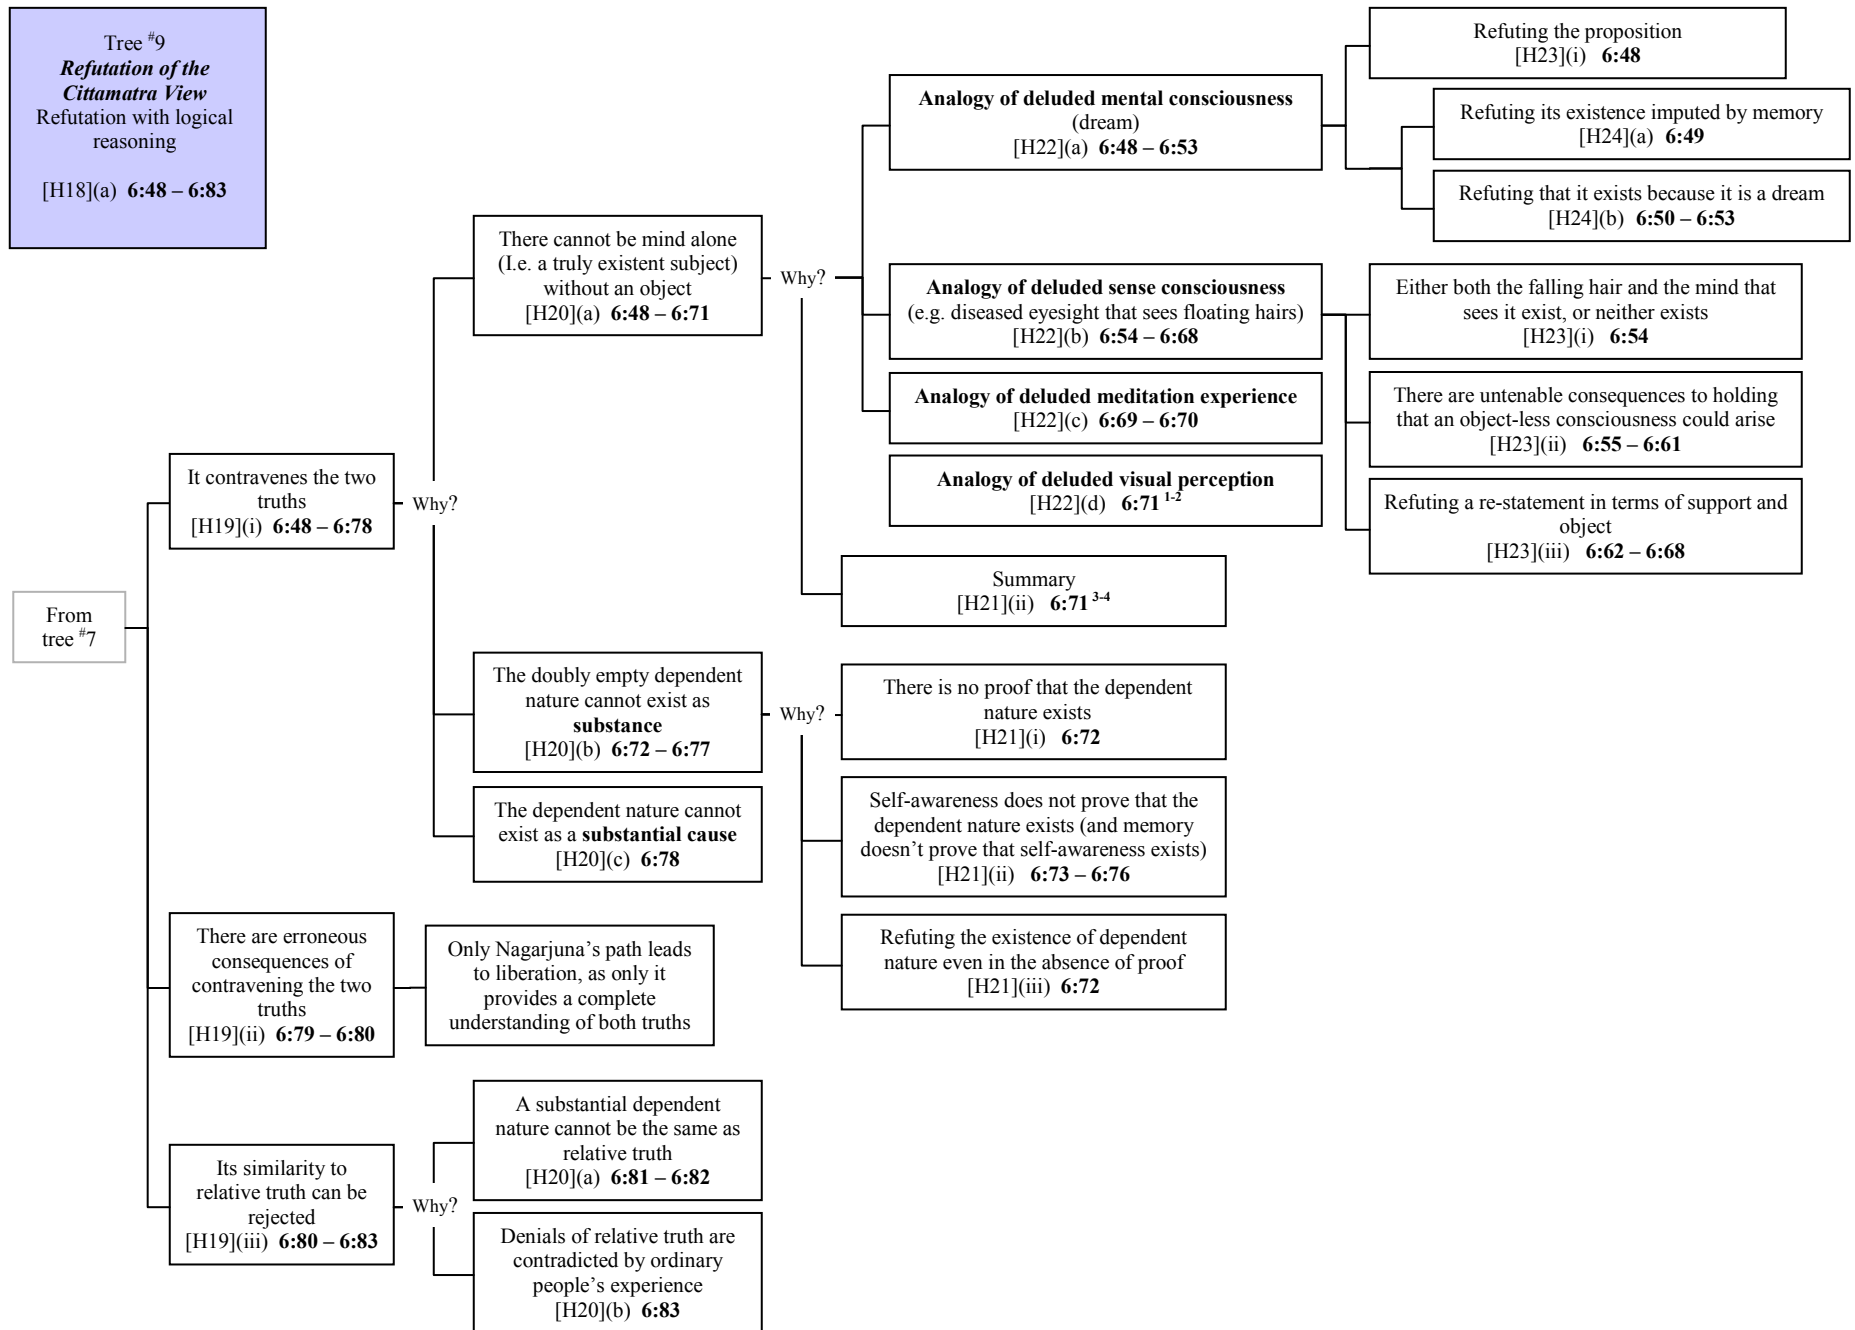 Tree #9
Refutation of the
Cittamatra View
Refutation with logical
reasoning
[H18](a) 6:48 – 6:83
From
tree #7
It contravenes the two
truths
[H19](i) 6:48 – 6:78
Why?
There cannot be mind alone
(I.e. a truly existent subject)
without an object
[H20](a) 6:48 – 6:71
Why?
Analogy of deluded mental consciousness
(dream)
[H22](a) 6:48 – 6:53
Refuting the proposition
[H23](i) 6:48
Refuting its existence imputed by memory
[H24](a) 6:49
Refuting that it exists because it is a dream
[H24](b) 6:50 – 6:53
Analogy of deluded sense consciousness
(e.g. diseased eyesight that sees floating hairs)
[H22](b) 6:54 – 6:68
Either both the falling hair and the mind that
sees it exist, or neither exists
[H23](i) 6:54
There are untenable consequences to holding
that an object-less consciousness could arise
[H23](ii) 6:55 – 6:61
Refuting a re-statement in terms of support and
object
[H23](iii) 6:62 – 6:68
Analogy of deluded meditation experience
[H22](c) 6:69 – 6:70
Analogy of deluded visual perception
[H22](d) 6:71 1-2
Summary
[H21](ii) 6:71 3-4
The doubly empty dependent
nature cannot exist as
substance
[H20](b) 6:72 – 6:77
Why?
There is no proof that the dependent
nature exists
[H21](i) 6:72
Self-awareness does not prove that the
dependent nature exists (and memory
doesn’t prove that self-awareness exists)
[H21](ii) 6:73 – 6:76
Refuting the existence of dependent
nature even in the absence of proof
[H21](iii) 6:72
The dependent nature cannot
exist as a substantial cause
[H20](c) 6:78
There are erroneous
consequences of
contravening the two
truths
[H19](ii) 6:79 – 6:80
Only Nagarjuna’s path leads
to liberation, as only it
provides a complete
understanding of both truths
Its similarity to
relative truth can be
rejected
[H19](iii) 6:80 – 6:83
Why?
A substantial dependent
nature cannot be the same as
relative truth
[H20](a) 6:81 – 6:82
Denials of relative truth are
contradicted by ordinary
people’s experience
[H20](b) 6:83